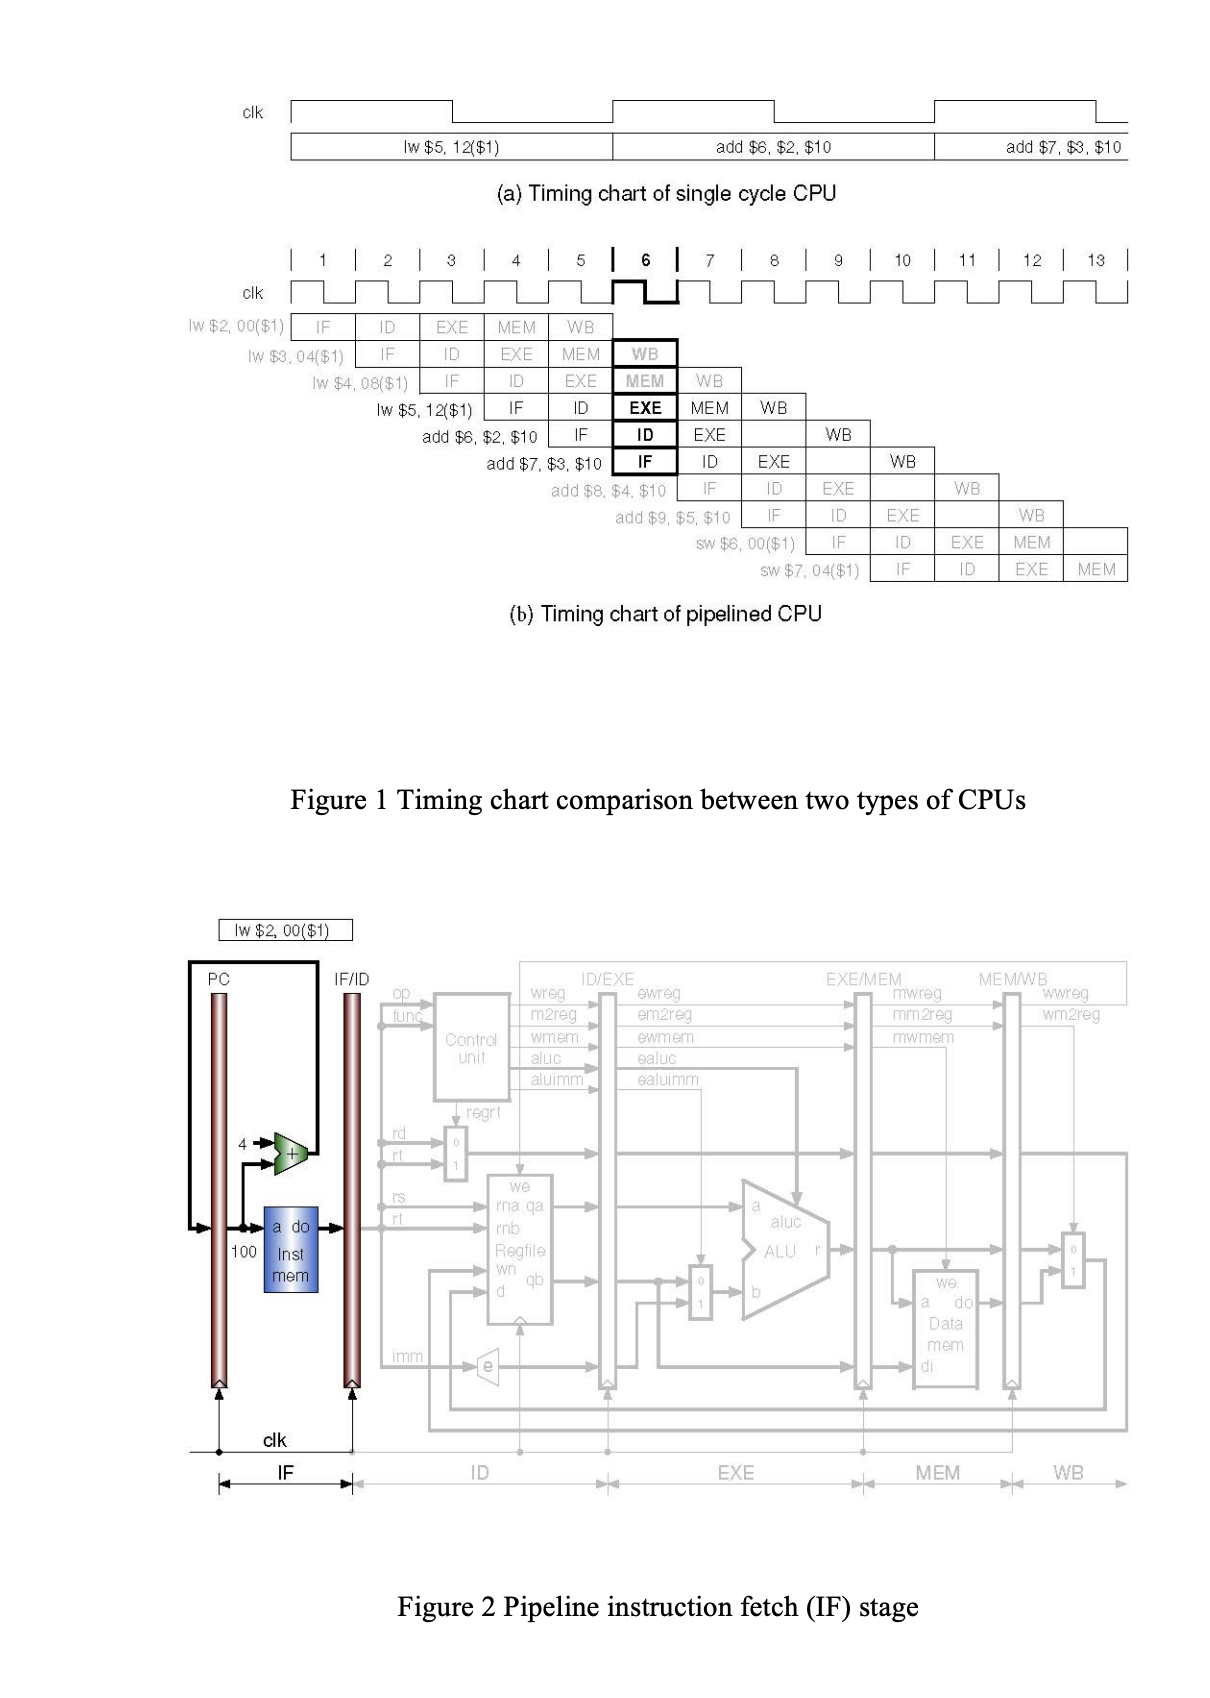 clk
lw $5, 12($1) add $6, $2, $10 add $7, $3, $10
(a) Timing chart of single cycle CPU
1 2 3 4 5 6 7 8 9 10 11 12 13
clk
lw $2, 00($1) IF ID EXE MEM WB
lw $3, 04($1) IF ID EXE MEM WB
lw $4, 08($1) IF ID EXE MEM WB
lw $5, 12($1) IF ID EXE MEM WB
add $6, $2, $10 IF ID EXE WB
add $7, $3, $10 IF ID EXE WB
add $8, $4, $10 IF ID EXE WB
add $9, $5, $10 IF ID EXE WB
sw $6, 00($1) IF ID EXE MEM
sw $7, 04($1) IF ID EXE MEM
(b) Timing chart of pipelined CPU
Figure 1 Timing chart comparison between two types of CPUs
lw $2, 00($1)
PC IF/ID ID/EXE EXE/MEM MEM/WB
op wreg ewreg mwreg wwreg
func m2reg em2reg mm2reg wm2reg
Control wmem ewmem mwmem
unit aluc ealuc
aluimm ealuimm
regrt
rd 0
4 + rt 1
we
rs rna qa a
a do rt rnb aluc
100 Inst Regfile ALU r 0
mem wn qb 0 we 1
d 1 b a do
Data
mem
imm e di
clk
IF ID EXE MEM WB
Figure 2 Pipeline instruction fetch (IF) stage